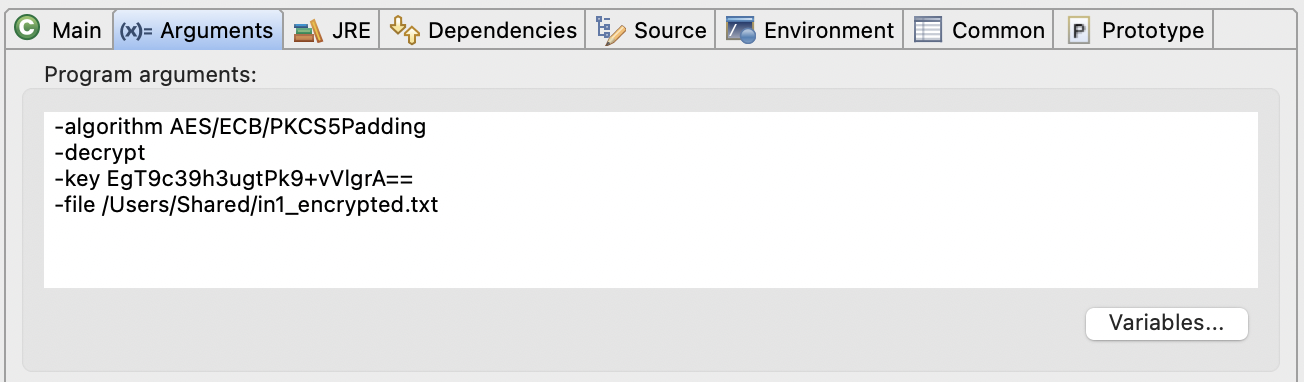 Main (x)= Arguments JRE Dependencies Source Environment Common Prototype
Program arguments:
-algorithm AES/ECB/PKCS5Padding
-decrypt
-key EgT9c39h3ugtPk9+vVlgrA==
-file /Users/Shared/in1_encrypted.txt
Variables...